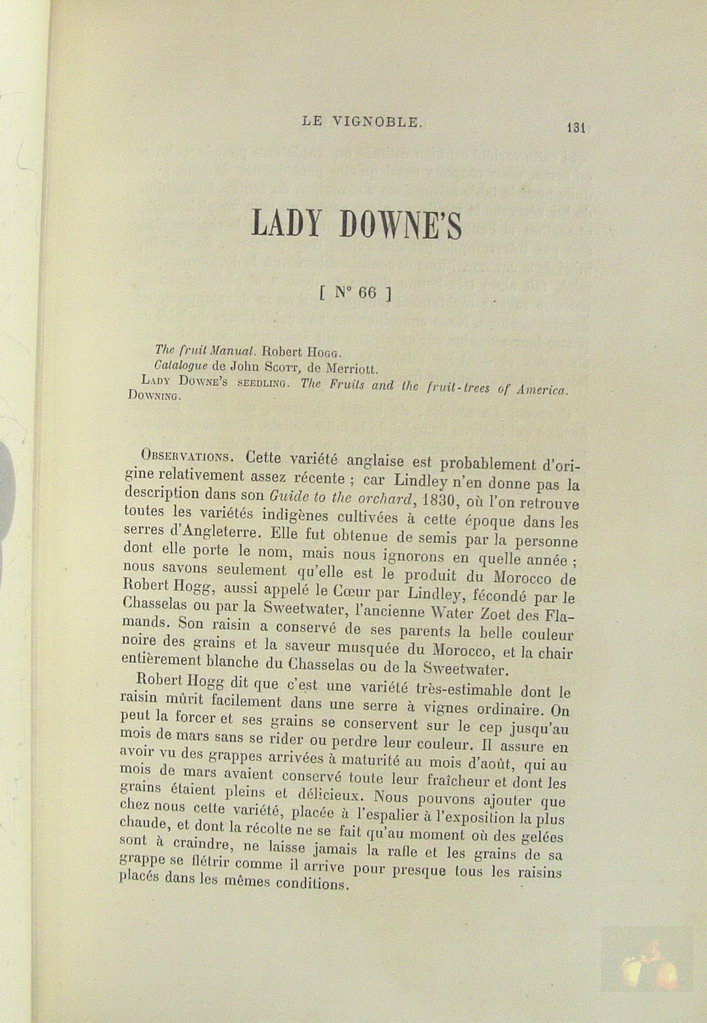 LE VIGNOBLE.
131
LADY DOWNE'S
[ N° 66 ]
The fruit Manual. Robert HOGG.
Catalogue de John SCOTT, de Merriott.
LADY DOWNE'S SEEDLING. The Fruits and the fruit-trees of America.
DOWNING.
OBSERVATIONS. Cette variété anglaise est probablement d'ori-
gine relativement assez récente ; car Lindley n'en donne pas la
description dans son Guide to the orchard, 1830, où l'on retrouve
toutes les variétés indigènes cultivées à cette époque dans les
serres d'Angleterre. Elle fut obtenue de semis par la personne
dont elle porte le nom, mais nous ignorons en quelle année ;
nous savons seulement qu'elle est le produit du Morocco de
Robert Hogg, aussi appelé le Cœur par Lindley, fécondé par le
Chasselas ou par la Sweetwater, l'ancienne Water Zoet des Fla-
mands. Son raisin a conservé de ses parents la belle couleur
noire des grains et la saveur musquée du Morocco, et la chair
entièrement blanche du Chasselas ou de la Sweetwater.
Robert Hogg dit que c'est une variété très-estimable dont le
raisin mûrit facilement dans une serre à vignes ordinaire. On
peut la forcer et ses grains se conservent sur le cep jusqu'au
mois de mars sans se rider ou perdre leur couleur. Il assure en
avoir vu des grappes arrivées à maturité au mois d'août, qui au
mois de mars avaient conservé toute leur fraîcheur et dont les
grains étaient pleins et délicieux. Nous pouvons ajouter que
chez nous cette variété, placée à l'espalier à l'exposition la plus
chaude, et dont la récolte ne se fait qu'au moment où des gelées
sont à craindre, ne laisse jamais la rafle et les grains de sa
grappe se flétrir comme il arrive pour presque tous les raisins
placés dans les mêmes conditions.